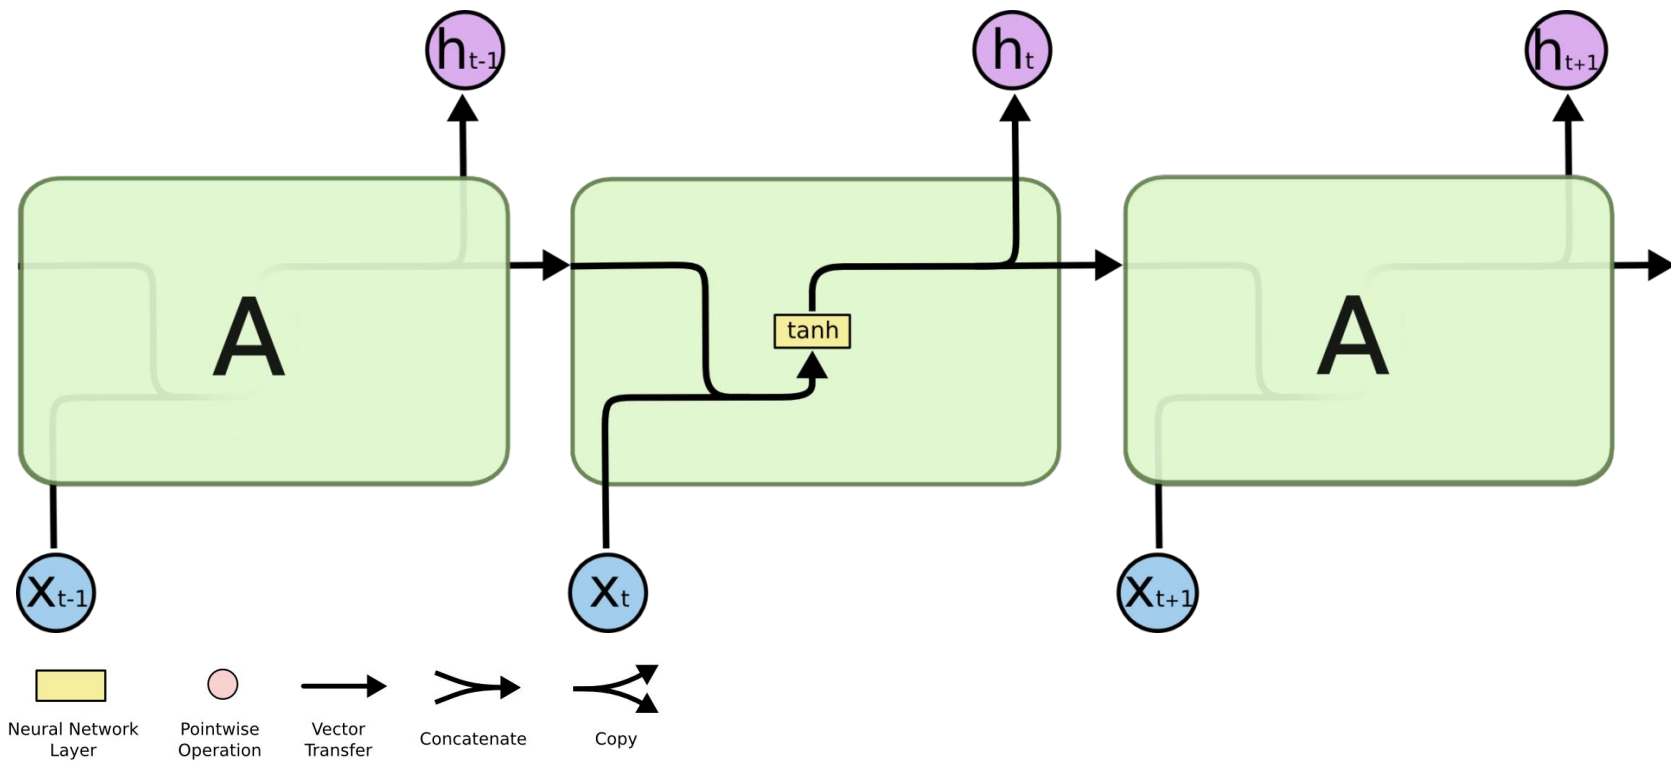 ht-1
ht
ht+1
A
tanh
A
xt-1
xt
xt+1
Neural Network
Layer
Pointwise
Operation
Vector
Transfer
Concatenate
Copy